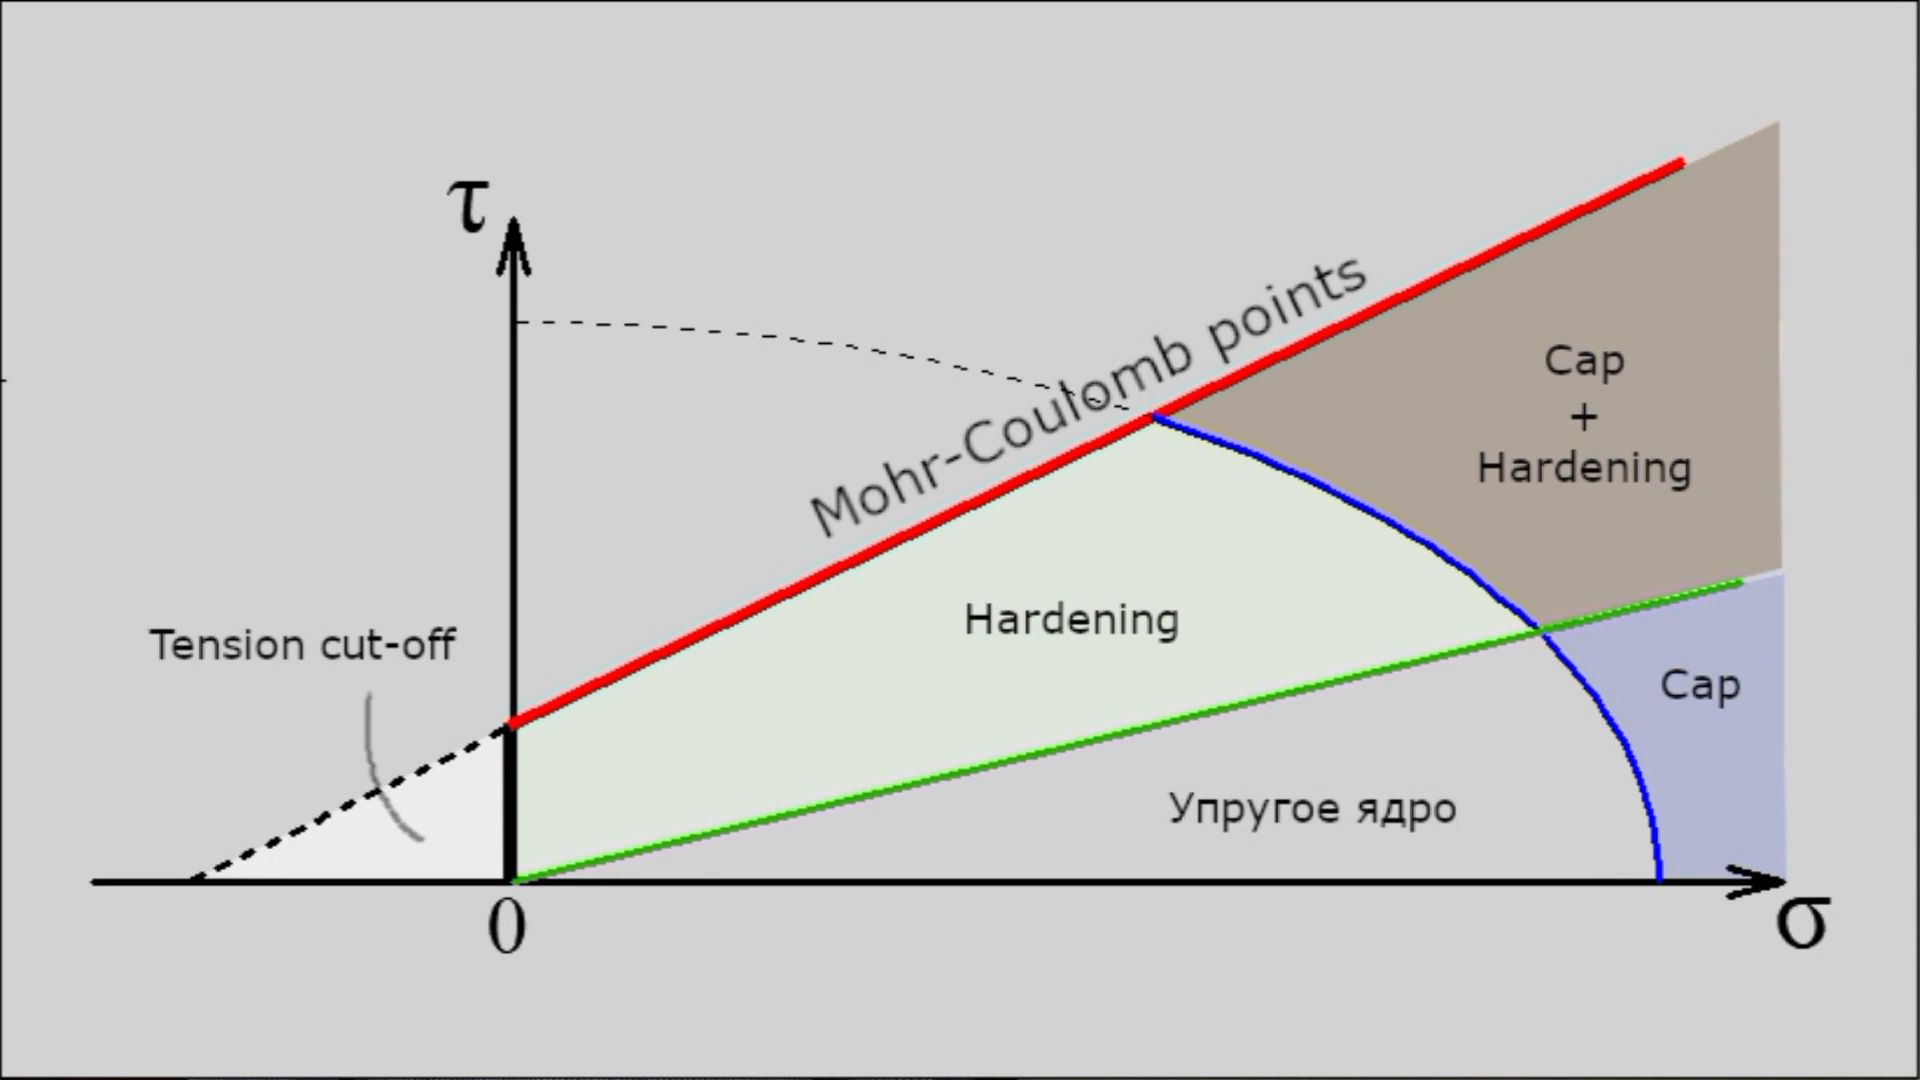 τ
Mohr-Coulomb points
Cap
+
Hardening
Hardening
Tension cut-off
Cap
Упругое ядро
0
σ